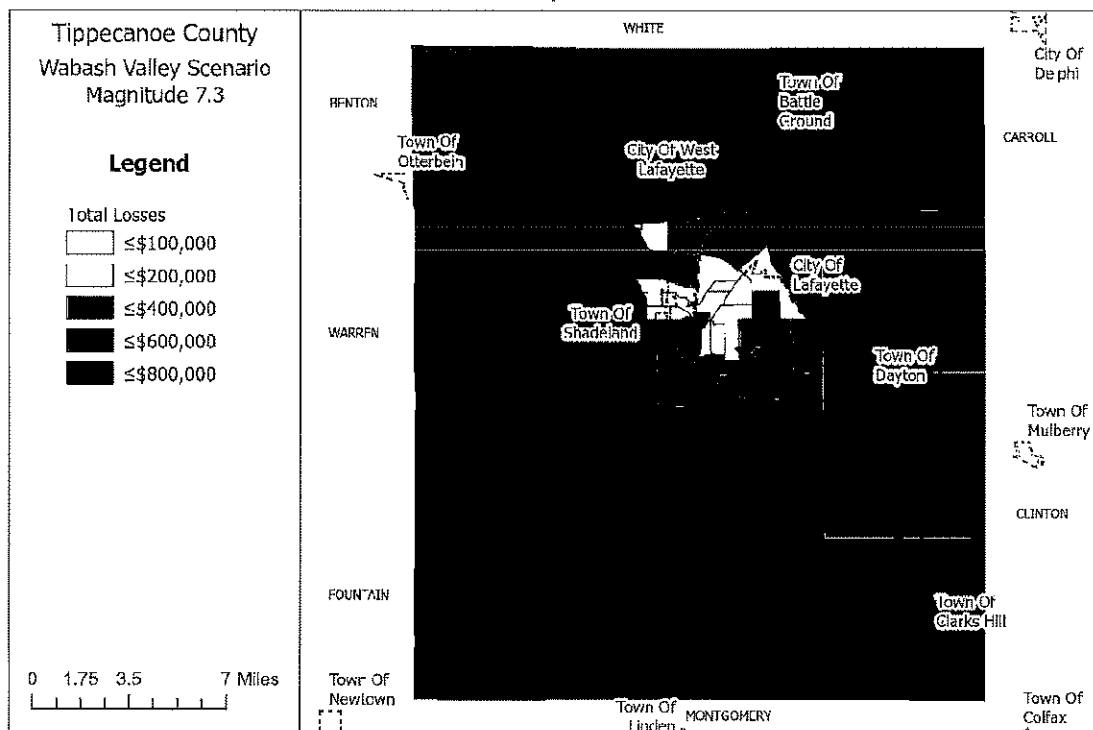 Tippecanoe County
Wabash Valley Scenario
Magnitude 7.3
Legend
Total Losses
≤$100,000
≤$200,000
≤$400,000
≤$600,000
≤$800,000
0 1.75 3.5 7 Miles
WHITE
City Of
Delphi
BENTON
Town Of
Battle
Ground
CARROLL
Town Of
Otterbein
City Of West
Lafayette
City Of
Lafayette
Town Of
Shadeland
WARREN
Town Of
Dayton
Town Of
Mulberry
CLINTON
FOUNTAIN
Town Of
Clarks Hill
Town Of
Newtown
Town Of
Linden
MONTGOMERY
Town Of
Colfax